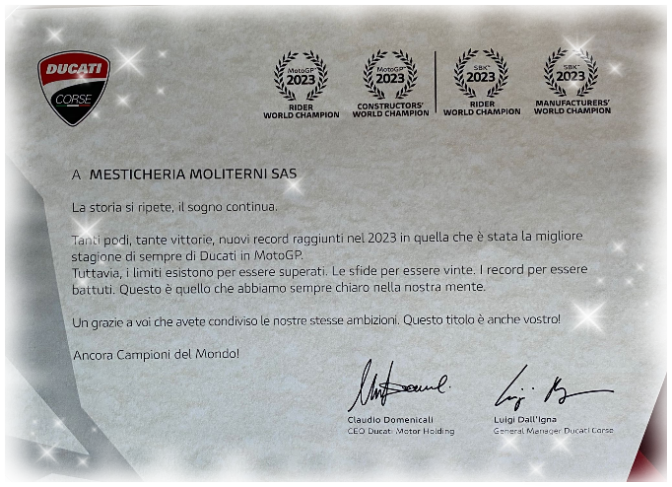 DUCATI
CORSE
MotoGP™
2023
RIDER
WORLD CHAMPION
MotoGP™
2023
CONSTRUCTORS'
WORLD CHAMPION
SBK™
2023
RIDER
WORLD CHAMPION
SBK™
2023
MANUFACTURERS'
WORLD CHAMPION
A MESTICHERIA MOLITERNI SAS
La storia si ripete, il sogno continua.
Tanti podi, tante vittorie, nuovi record raggiunti nel 2023 in quella che è stata la migliore
stagione di sempre di Ducati in MotoGP.
Tuttavia, i limiti esistono per essere superati. Le sfide per essere vinte. I record per essere
battuti. Questo è quello che abbiamo sempre chiaro nella nostra mente.
Un grazie a voi che avete condiviso le nostre stesse ambizioni. Questo titolo è anche vostro!
Ancora Campioni del Mondo!
Claudio Domenicali
CEO Ducati Motor Holding
Luigi Dall'Igna
General Manager Ducati Corse